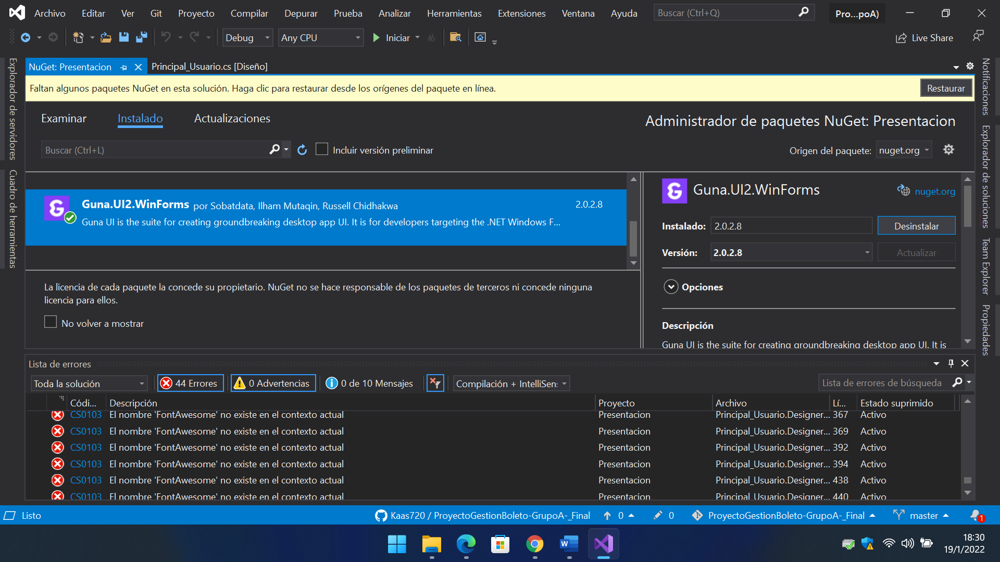 Archivo Editar Ver Git Proyecto Compilar Depurar Prueba Analizar Herramientas Extensiones Ventana Ayuda Buscar (Ctrl+Q) Pro...poA)
Debug Any CPU Iniciar Live Share
NuGet: Presentacion Principal_Usuario.cs [Diseño]
Faltan algunos paquetes NuGet en esta solución. Haga clic para restaurar desde los orígenes del paquete en línea. Restaurar
Examinar Instalado Actualizaciones Administrador de paquetes NuGet: Presentacion
Buscar (Ctrl+L) Incluir versión preliminar Origen del paquete: nuget.org
Guna.UI2.WinForms por Sobatdata, Ilham Mutaqin, Russell Chidhakwa 2.0.2.8
Guna UI is the suite for creating groundbreaking desktop app UI. It is for developers targeting the .NET Windows F...
La licencia de cada paquete la concede su propietario. NuGet no se hace responsable de los paquetes de terceros ni concede ninguna
licencia para ellos.
No volver a mostrar
Guna.UI2.WinForms nuget.org
Instalado: 2.0.2.8 Desinstalar
Versión: 2.0.2.8 Actualizar
Opciones
Descripción
Guna UI is the suite for creating groundbreaking desktop app UI. It is
Explorador de servidores
Cuadro de herramientas
Notificaciones
Explorador de soluciones
Team Explorer
Propiedades
Lista de errores
Toda la solución 44 Errores 0 Advertencias 0 de 10 Mensajes Compilación + IntelliSen: Lista de errores de búsqueda
Códi... Descripción Proyecto Archivo Lí... Estado suprimido
CS0103 El nombre 'FontAwesome' no existe en el contexto actual Presentacion Principal_Usuario.Designer... 367 Activo
CS0103 El nombre 'FontAwesome' no existe en el contexto actual Presentacion Principal_Usuario.Designer... 369 Activo
CS0103 El nombre 'FontAwesome' no existe en el contexto actual Presentacion Principal_Usuario.Designer... 392 Activo
CS0103 El nombre 'FontAwesome' no existe en el contexto actual Presentacion Principal_Usuario.Designer... 394 Activo
CS0103 El nombre 'FontAwesome' no existe en el contexto actual Presentacion Principal_Usuario.Designer... 438 Activo
CS0103 El nombre 'FontAwesome' no existe en el contexto actual Presentacion Principal_Usuario.Designer... 440 Activo
Listo Kaas720 / ProyectoGestionBoleto-GrupoA-_Final 0 0 ProyectoGestionBoleto-GrupoA-_Final master 1
18:30
19/1/2022